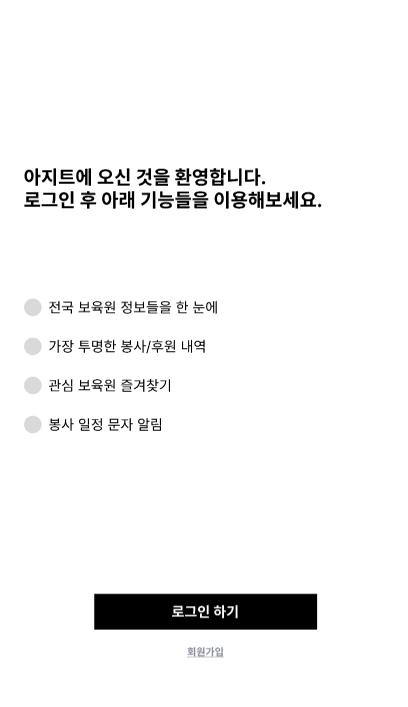 아지트에 오신 것을 환영합니다.
로그인 후 아래 기능들을 이용해보세요.
전국 보육원 정보들을 한 눈에
가장 투명한 봉사/후원 내역
관심 보육원 즐겨찾기
봉사 일정 문자 알림
로그인 하기
회원가입